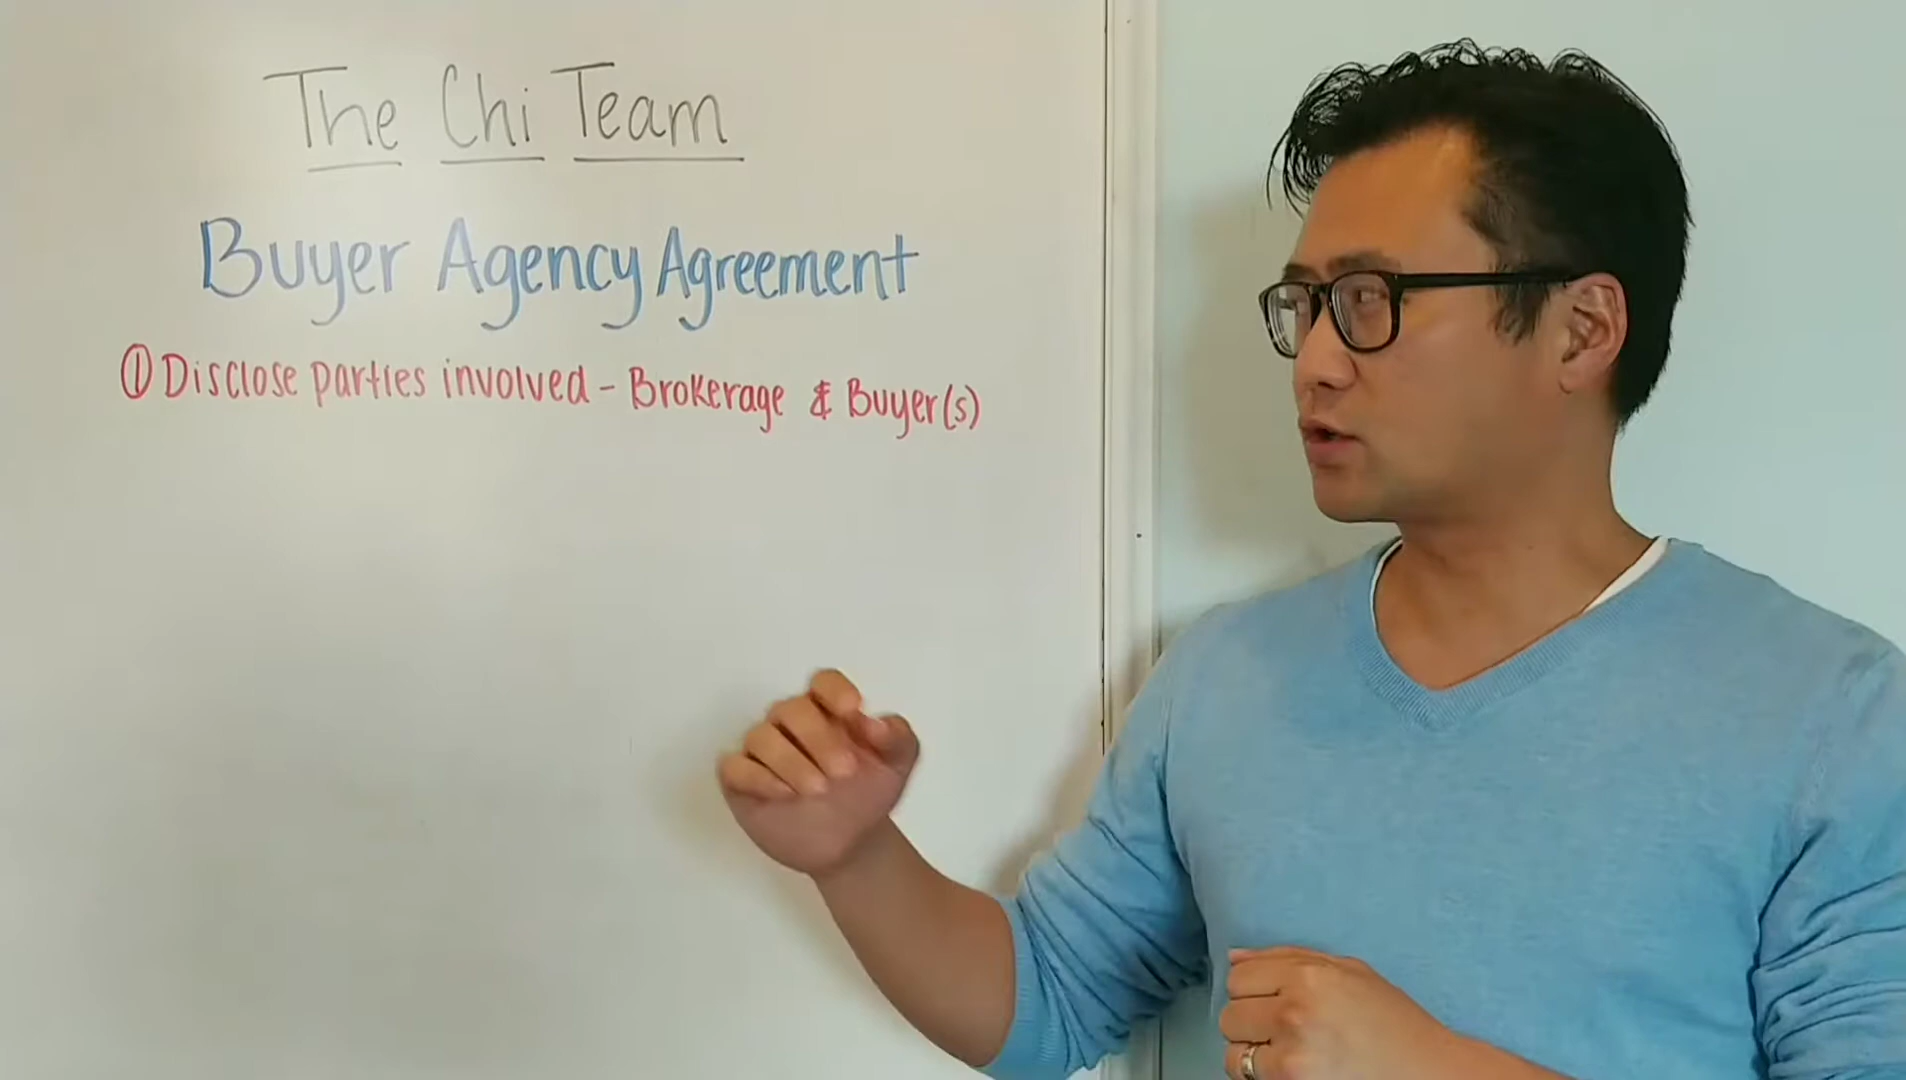 The Chi Team
Buyer Agency Agreement
① Disclose parties involved - Brokerage & Buyer(s)